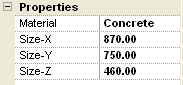 Properties
Material Concrete
Size-X 870.00
Size-Y 750.00
Size-Z 460.00